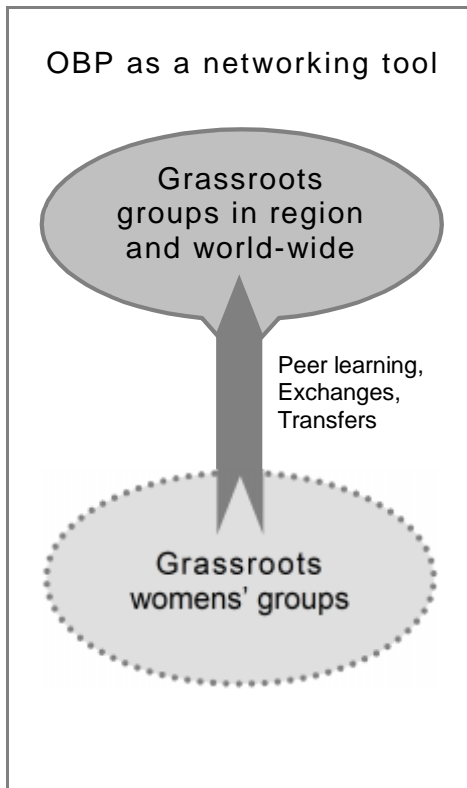 OBP as a networking tool
Grassroots
groups in region
and world-wide
Peer learning,
Exchanges,
Transfers
Grassroots
womens’ groups